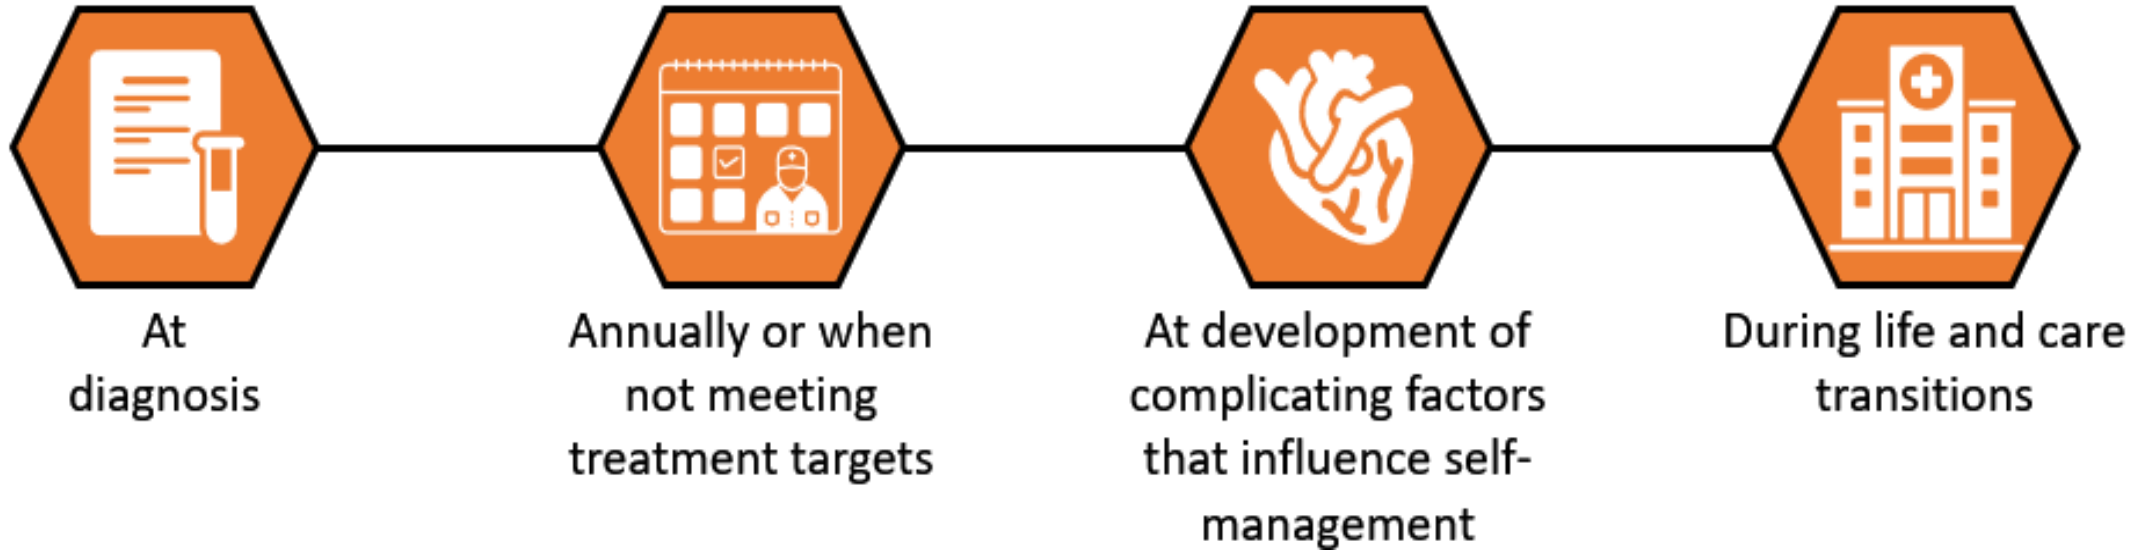 At
diagnosis
Annually or when
not meeting
treatment targets
At development of
complicating factors
that influence self-
management
During life and care
transitions